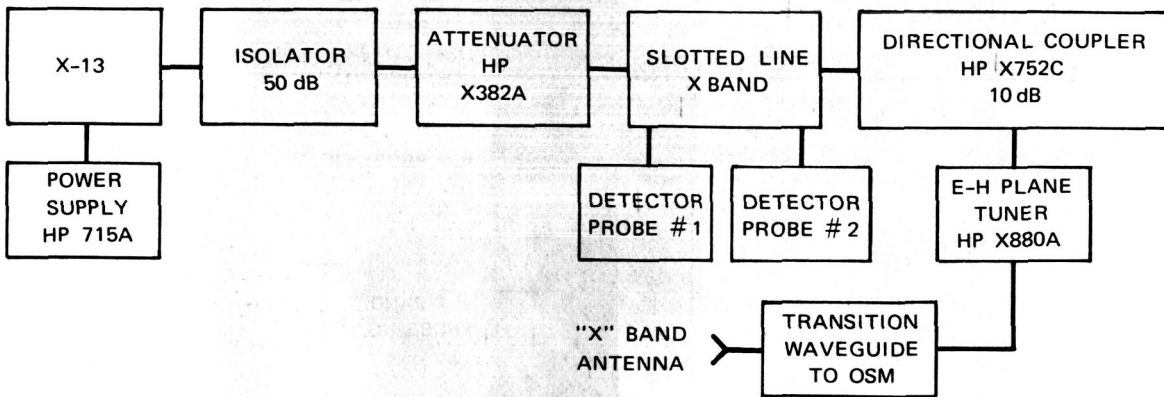 X-13
ISOLATOR
50 dB
ATTENUATOR
HP
X382A
SLOTTED LINE
X BAND
DIRECTIONAL COUPLER
HP X752C
10 dB
POWER
SUPPLY
HP 715A
DETECTOR
PROBE #1
DETECTOR
PROBE #2
E-H PLANE
TUNER
HP X880A
"X" BAND
ANTENNA
TRANSITION
WAVEGUIDE
TO OSM